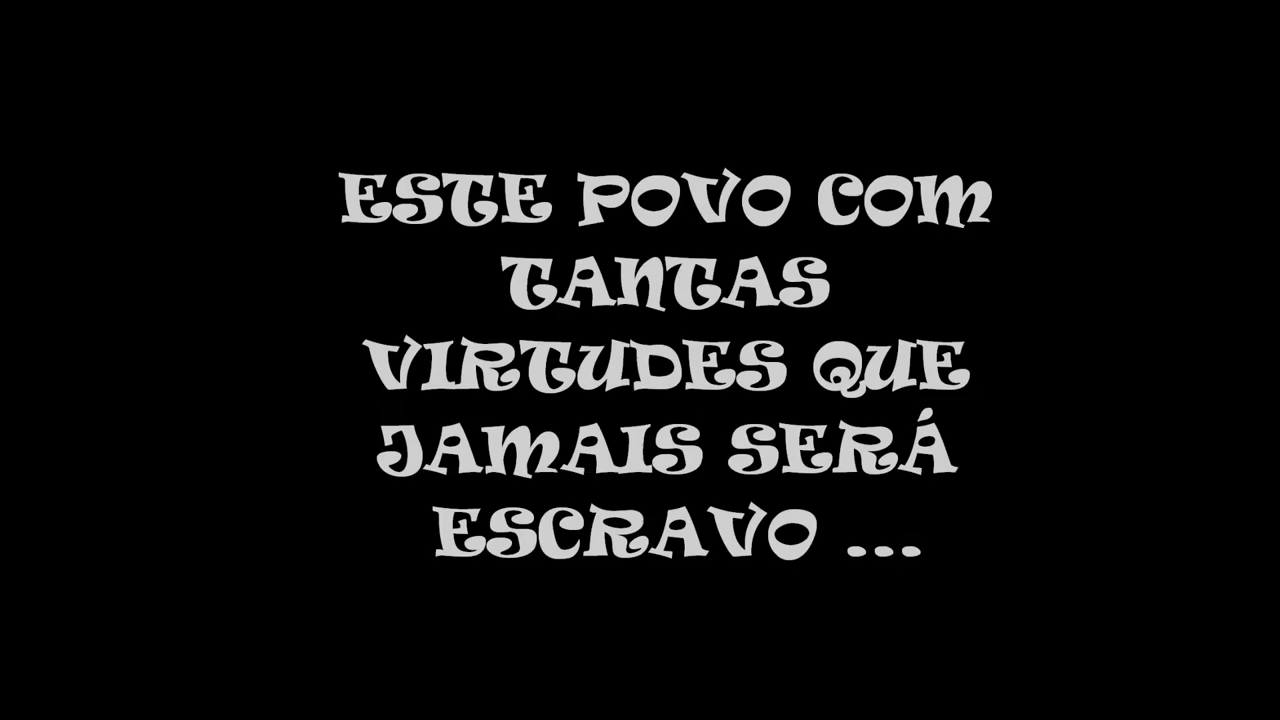 ESTE POVO COM
TANTAS
VIRTUDES QUE
JAMAIS SERÁ
ESCRAVO ...